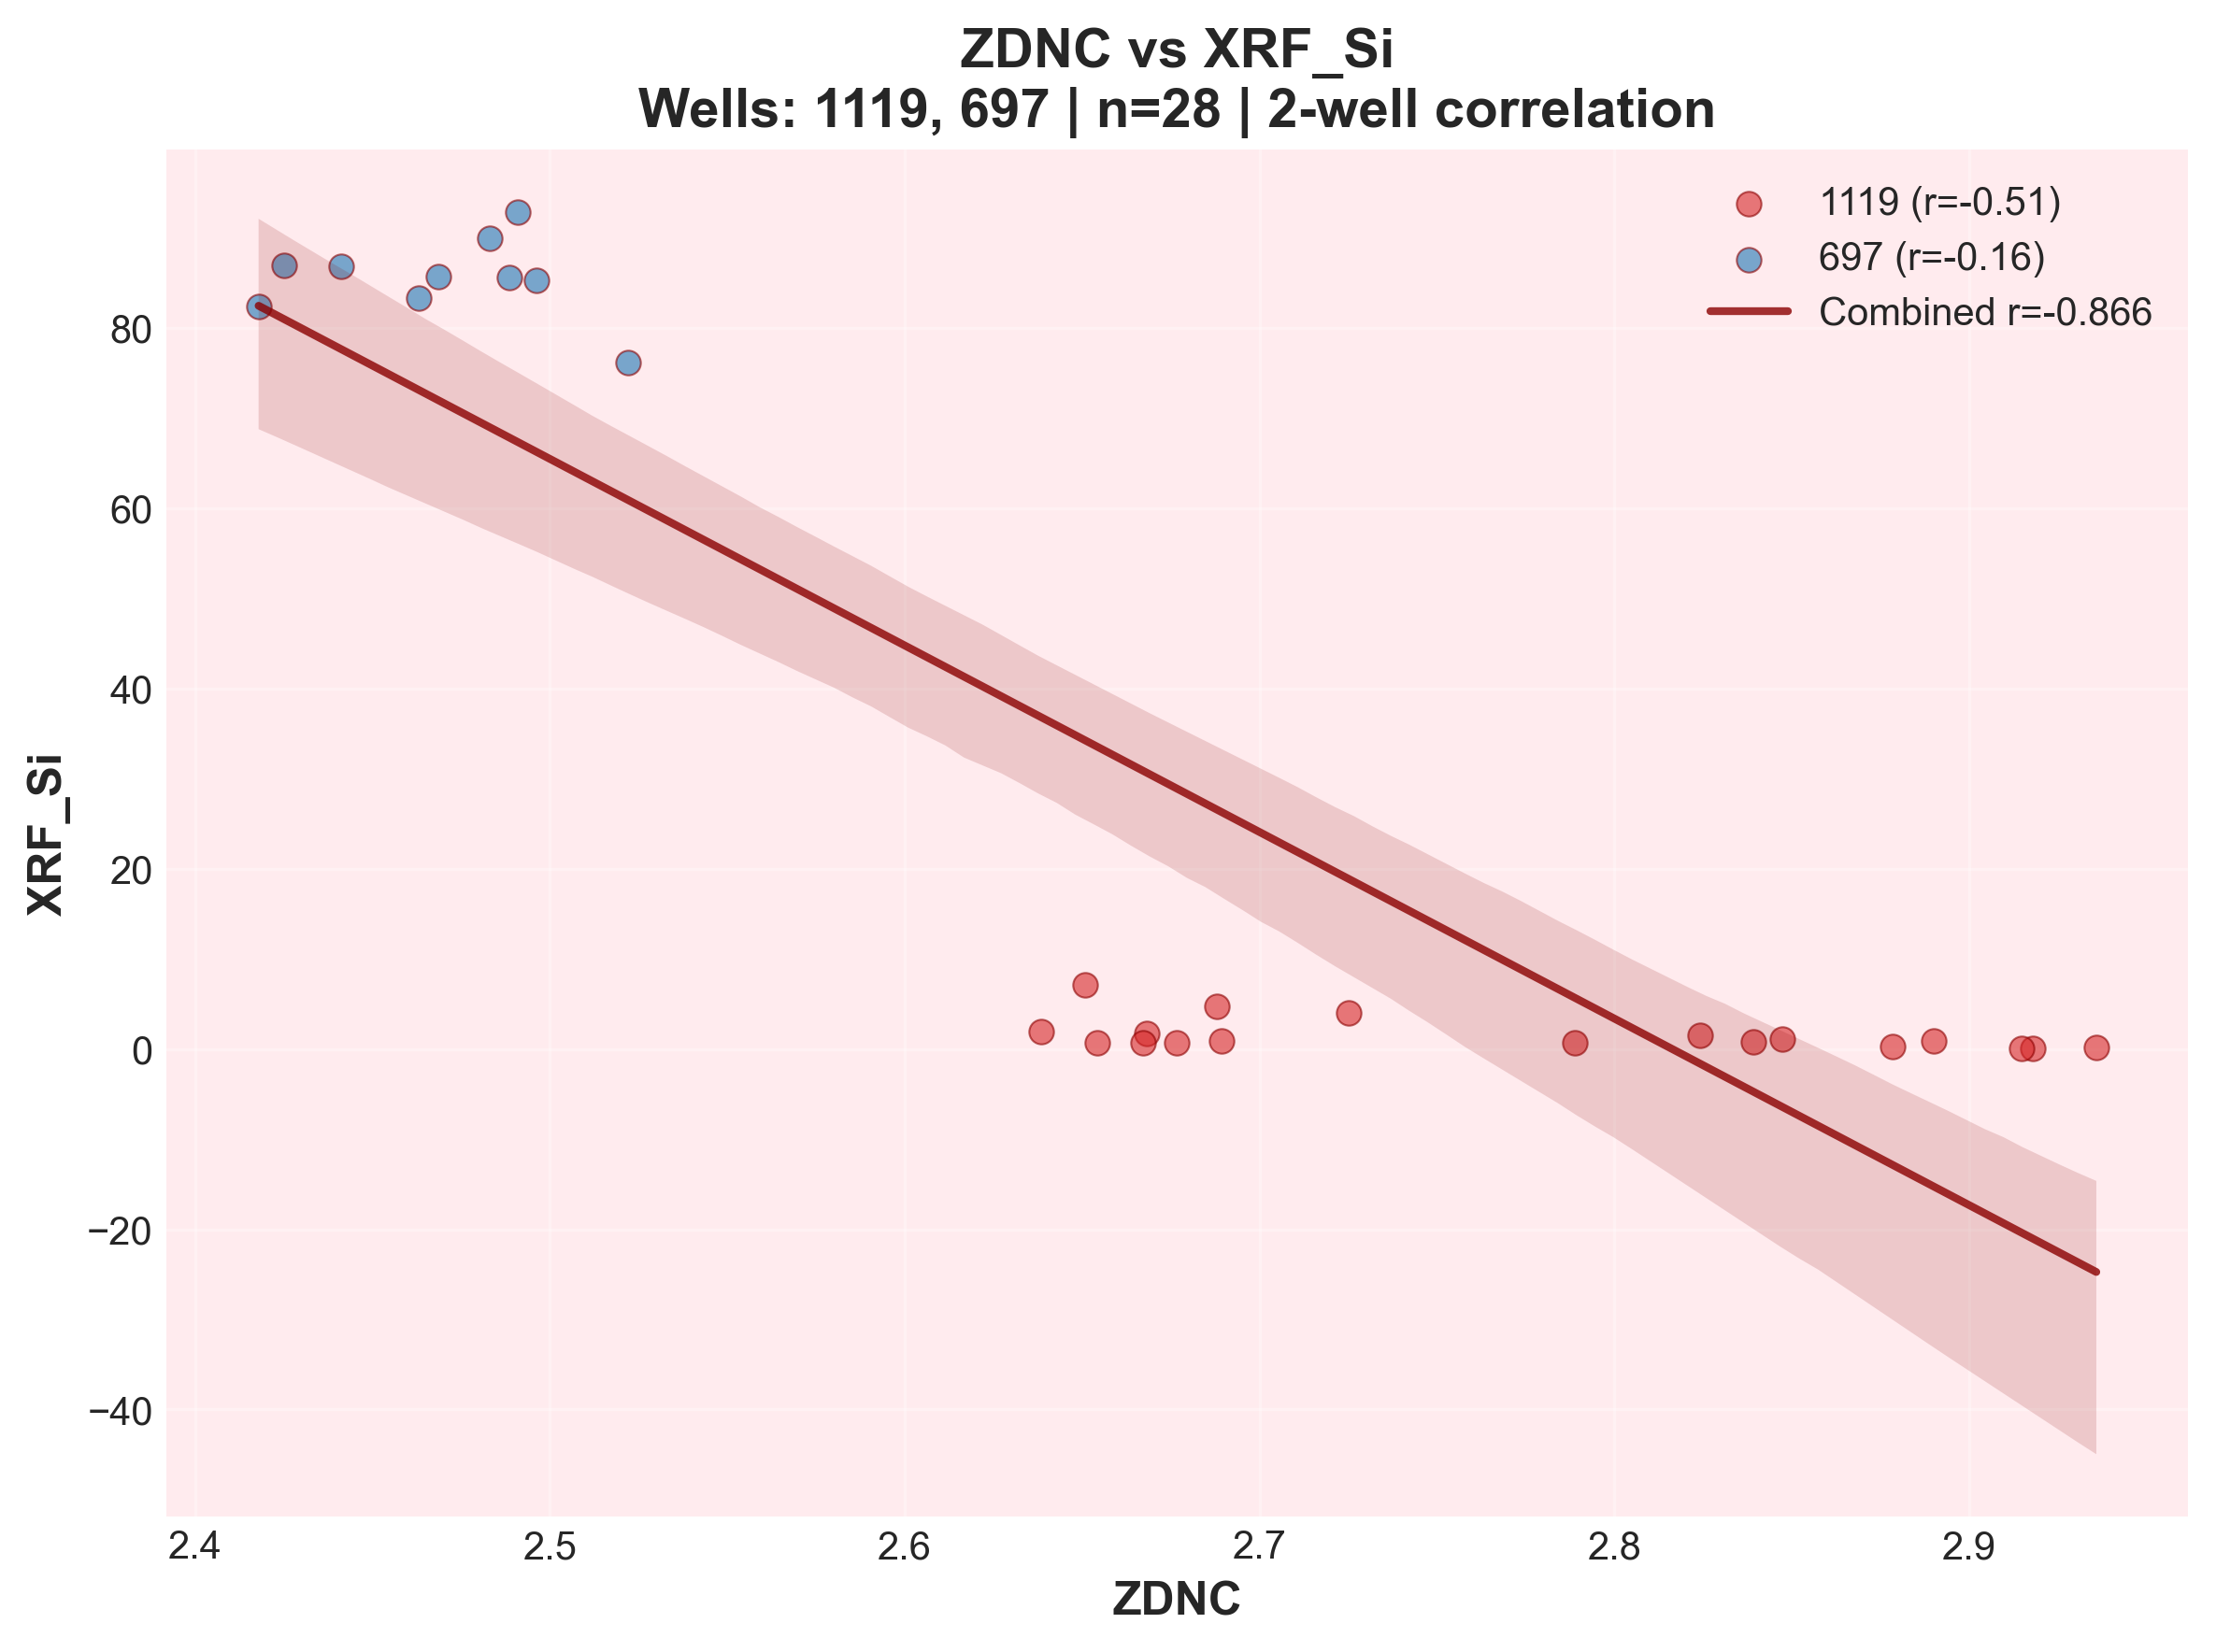 ZDNC vs XRF_Si
Wells: 1119, 697 | n=28 | 2-well correlation
1119 (r=-0.51)
697 (r=-0.16)
Combined r=-0.866
XRF_Si
80
60
40
20
0
−20
−40
2.4
2.5
2.6
2.7
2.8
2.9
ZDNC